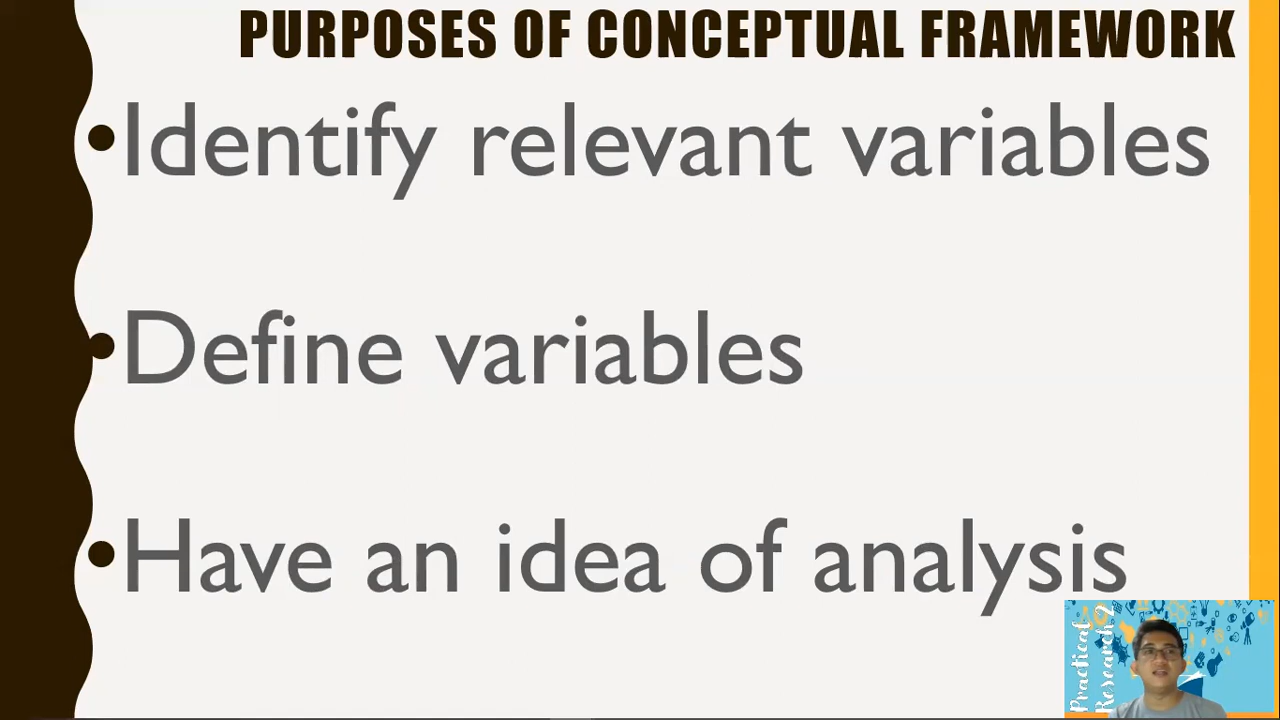 PURPOSES OF CONCEPTUAL FRAMEWORK
•Identify relevant variables
•Define variables
•Have an idea of analysis
Practical
Research 2